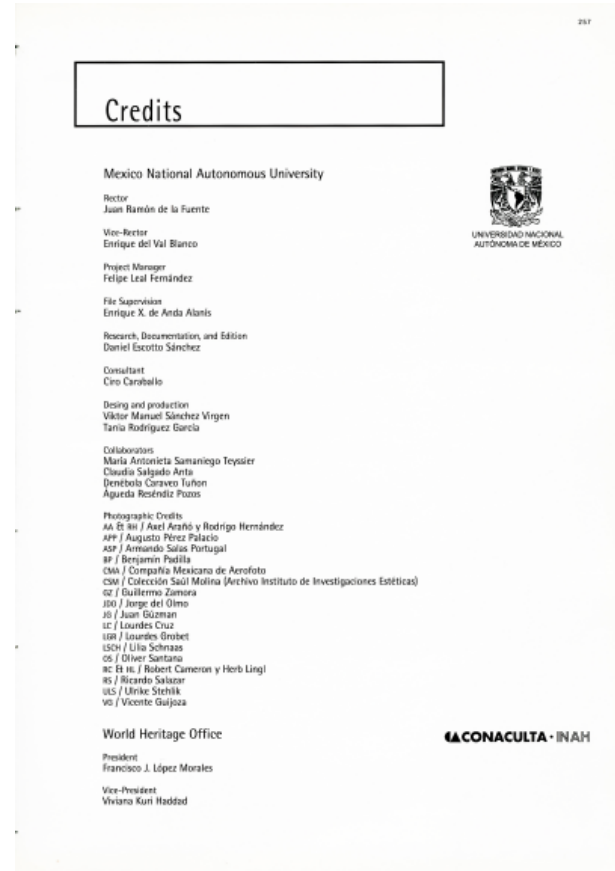 257
Credits
Mexico National Autonomous University
Rector
Juan Ramón de la Fuente
Vice-Rector
Enrique del Val Blanco
Project Manager
Felipe Leal Fernández
File Supervision
Enrique X. de Anda Alanis
Research, Documentation, and Edition
Daniel Escotto Sánchez
Consultant
Ciro Caraballo
Desing and production
Viktor Manuel Sánchez Virgen
Tania Rodríguez García
Collaborators
María Antonieta Samaniego Teyssier
Claudia Salgado Anta
Denébola Caraveo Tuñon
Águeda Reséndiz Pozos
Photographic Credits
AA & RH / Axel Arañó y Rodrigo Hernández
APP / Augusto Pérez Palacio
ASP / Armando Salas Portugal
BP / Benjamín Padilla
CMA / Compañía Mexicana de Aerofoto
CSM / Colección Saúl Molina (Archivo Instituto de Investigaciones Estéticas)
GZ / Guillermo Zamora
JDO / Jorge del Olmo
JG / Juan Gúzman
LC / Lourdes Cruz
LGR / Lourdes Grobet
LSCH / Lilia Schnaas
OS / Oliver Santana
RC & HL / Robert Cameron y Herb Lingl
RS / Ricardo Salazar
ULS / Ulrike Stehlik
VG / Vicente Guijoza
World Heritage Office
President
Francisco J. López Morales
Vice-President
Viviana Kuri Haddad
UNIVERSIDAD NACIONAL
AUTÓNOMA DE MÉXICO
CONACULTA · INAH